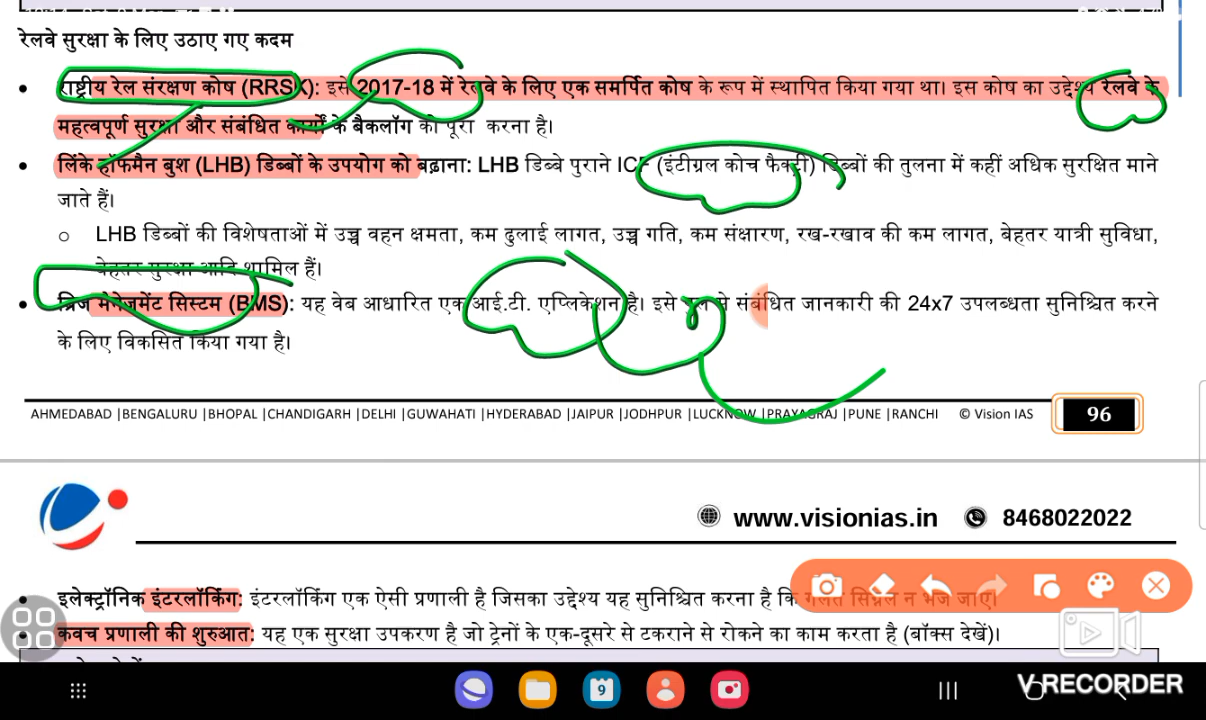 रेलवे सुरक्षा के लिए उठाए गए कदम
राष्ट्रीय रेल संरक्षण कोष (RRSK): इसे 2017-18 में रेलवे के लिए एक समर्पित कोष के रूप में स्थापित किया गया था। इस कोष का उद्देश्य रेलवे के
महत्वपूर्ण सुरक्षा और संबंधित कार्यों के बैकलॉग को पूरा करना है।
लिंके हॉफमैन बुश (LHB) डिब्बों के उपयोग को बढ़ाना: LHB डिब्बे पुराने ICF (इंटीग्रल कोच फैक्ट्री) डिब्बों की तुलना में कहीं अधिक सुरक्षित माने
जाते हैं।
LHB डिब्बों की विशेषताओं में उच्च वहन क्षमता, कम ढुलाई लागत, उच्च गति, कम संक्षारण, रख-रखाव की कम लागत, बेहतर यात्री सुविधा,
बेहतर सुरक्षा आदि शामिल हैं।
ब्रिज मैनेजमेंट सिस्टम (BMS): यह वेब आधारित एक आई.टी. एप्लिकेशन है। इसे पुल से संबंधित जानकारी की 24x7 उपलब्धता सुनिश्चित करने
के लिए विकसित किया गया है।
AHMEDABAD |BENGALURU |BHOPAL |CHANDIGARH |DELHI |GUWAHATI |HYDERABAD |JAIPUR |JODHPUR |LUCKNOW |PRAYAGRAJ |PUNE |RANCHI © Vision IAS 96
www.visionias.in 8468022022
इलेक्ट्रॉनिक इंटरलॉकिंग: इंटरलॉकिंग एक ऐसी प्रणाली है जिसका उद्देश्य यह सुनिश्चित करना है कि गलत सिग्नल न भेजे जाए।
कवच प्रणाली की शुरुआत: यह एक सुरक्षा उपकरण है जो ट्रेनों के एक-दूसरे से टकराने से रोकने का काम करता है (बॉक्स देखें)।
9
V RECORDER